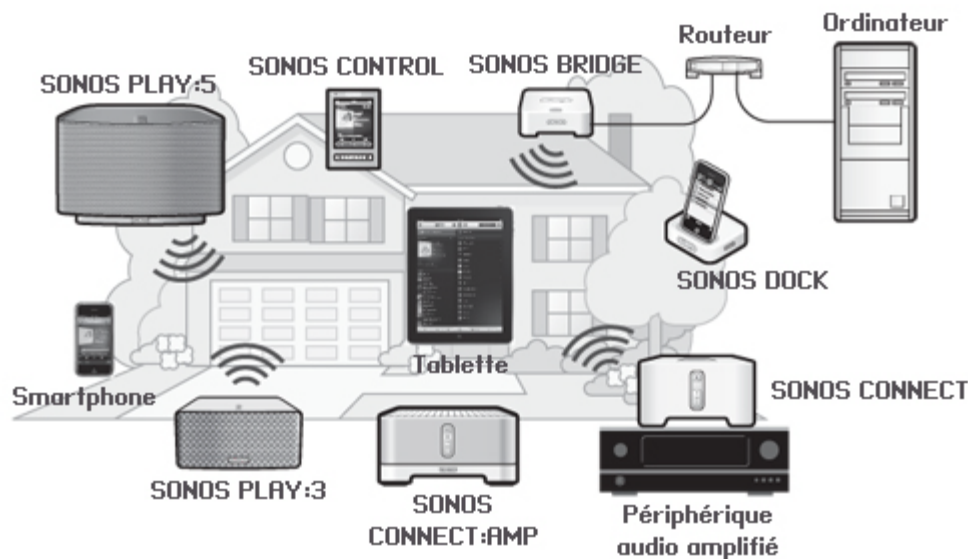 Ordinateur
Routeur
SONOS CONTROL
SONOS BRIDGE
SONOS PLAY:5
SONOS DOCK
Tablette
Smartphone
SONOS CONNECT
SONOS PLAY:3
SONOS
CONNECT:AMP
Périphérique
audio amplifié